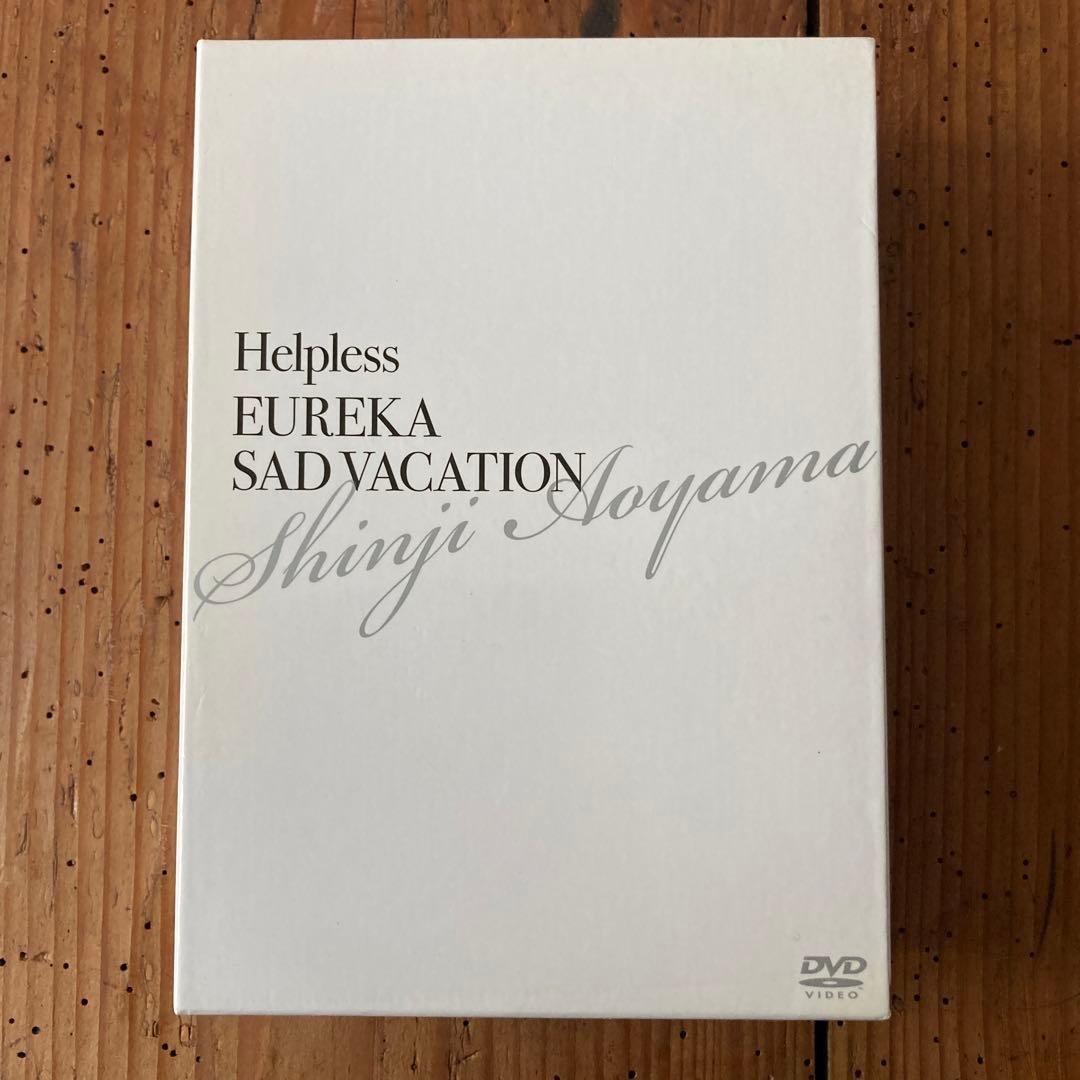 Helpless
EUREKA
SAD VACATION
Shinji Aoyama
DVD
VIDEO